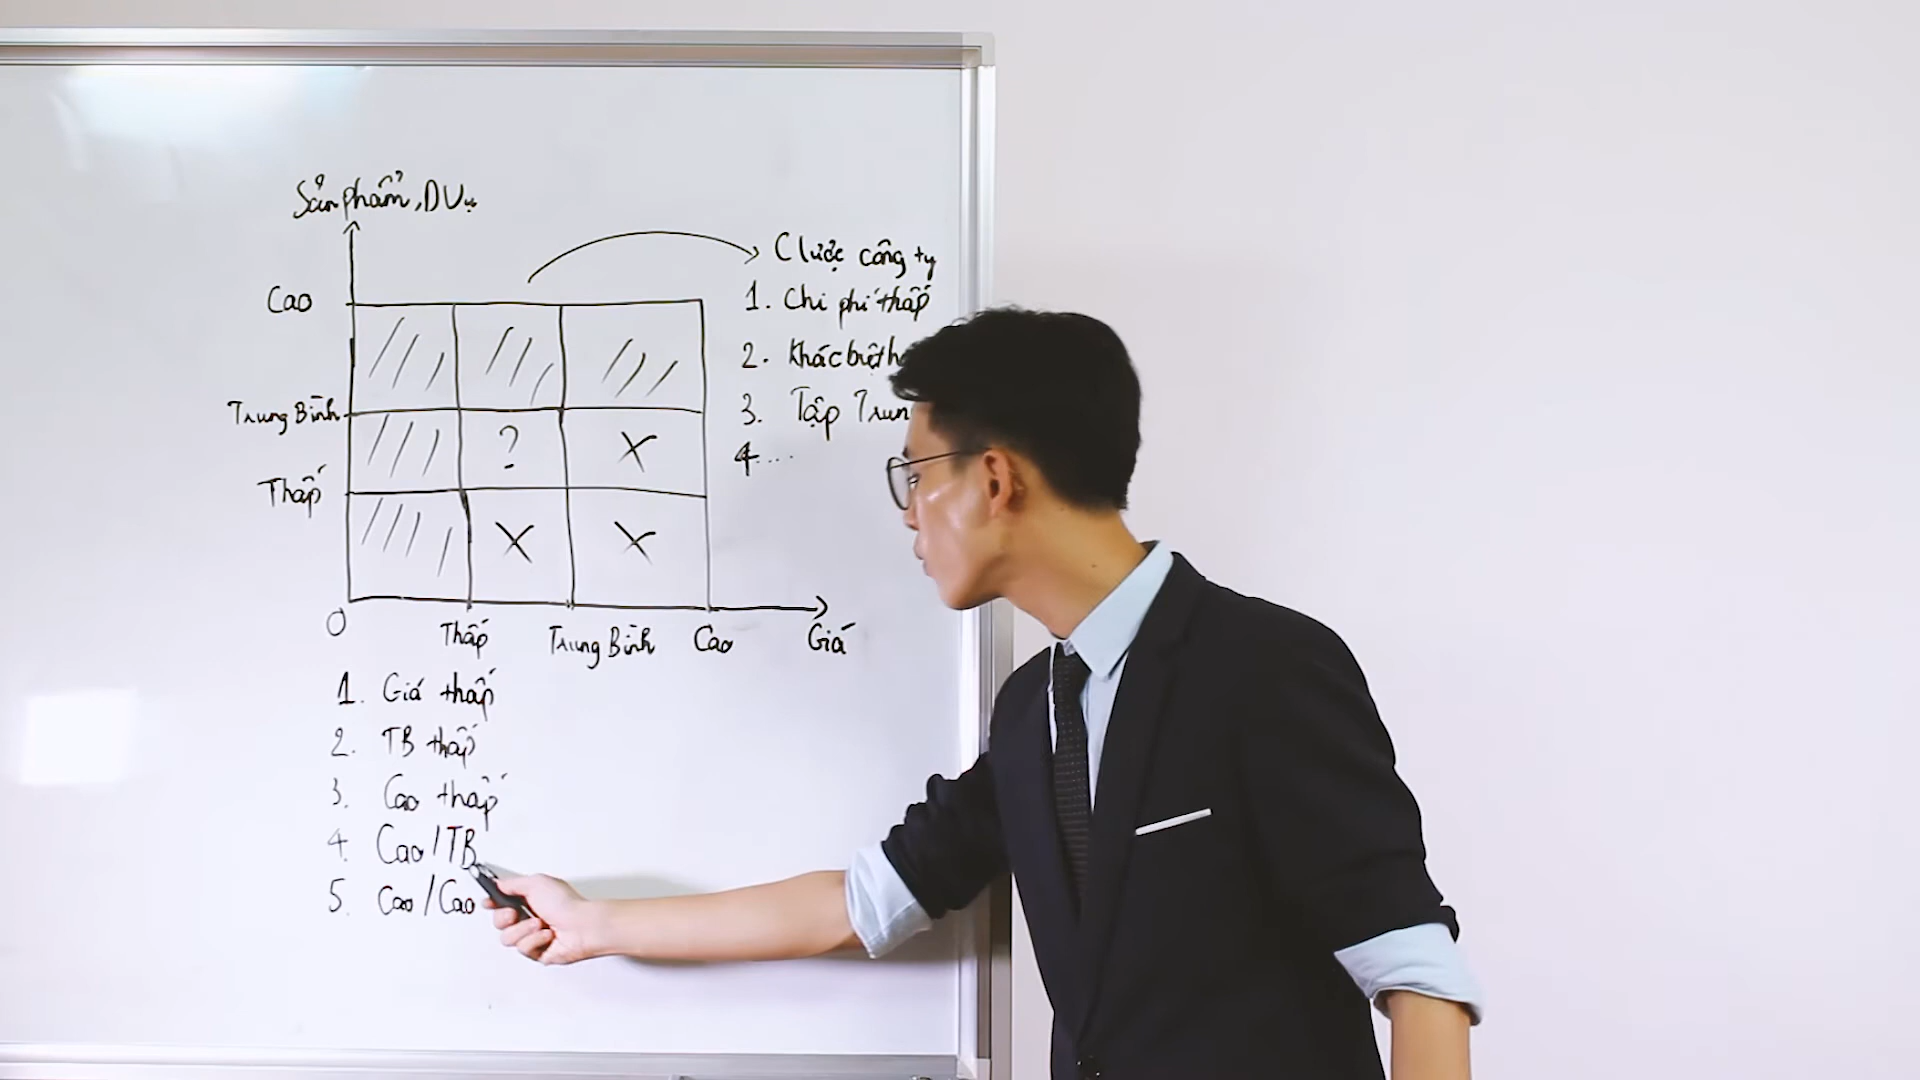 Sản phẩm, DVụ
Cao
Trung Bình
Thấp
?
X
X
X
O
Thấp
Trung Bình
Cao
Giá
C lược công ty
1. Chi phí thấp
2. Khác biệt
3. Tập
4....
1. Giá thấp
2. TB thấp
3. Cao thấp
4. Cao/TB
5. Cao/Cao